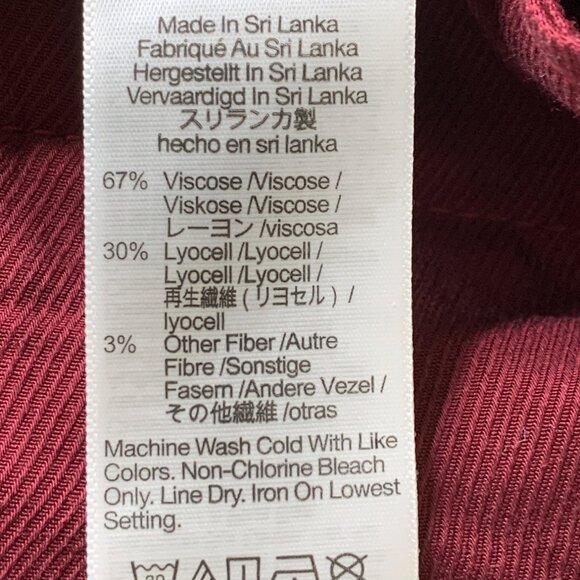 Made In Sri Lanka
Fabriqué Au Sri Lanka
Hergestellt In Sri Lanka
Vervaardigd In Sri Lanka
スリランカ製
hecho en sri lanka
67% Viscose /Viscose /
Viskose /Viscose /
レーヨン /viscosa
30% Lyocell /Lyocell /
Lyocell /Lyocell /
再生繊維 ( リヨセル ) /
lyocell
3% Other Fiber /Autre
Fibre /Sonstige
Fasern /Andere Vezel /
その他繊維 /otras
Machine Wash Cold With Like
Colors. Non-Chlorine Bleach
Only. Line Dry. Iron On Lowest
Setting.